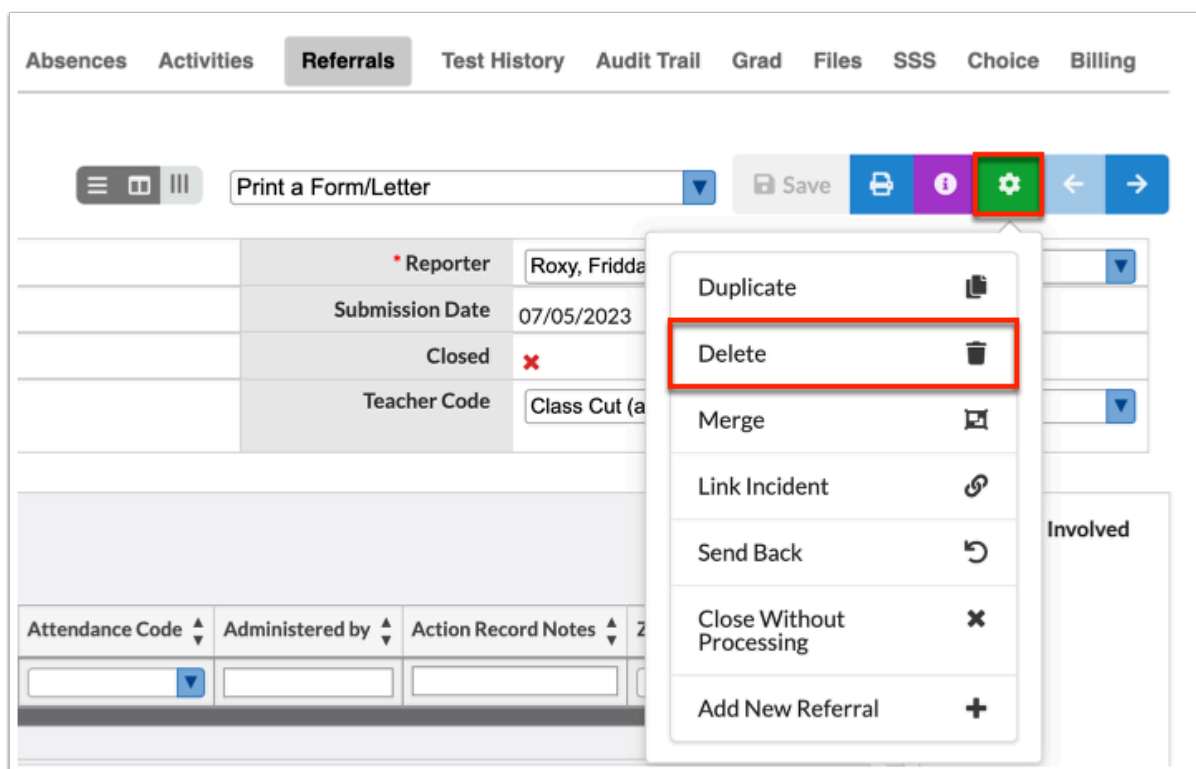 Absences Activities Referrals Test History Audit Trail Grad Files SSS Choice Billing
Print a Form/Letter Save
* Reporter Roxy, Fridda
Submission Date 07/05/2023
Closed
Teacher Code Class Cut (a
Duplicate
Delete
Merge
Link Incident
Send Back
Close Without
Processing
Add New Referral
Involved
Attendance Code Administered by Action Record Notes Z